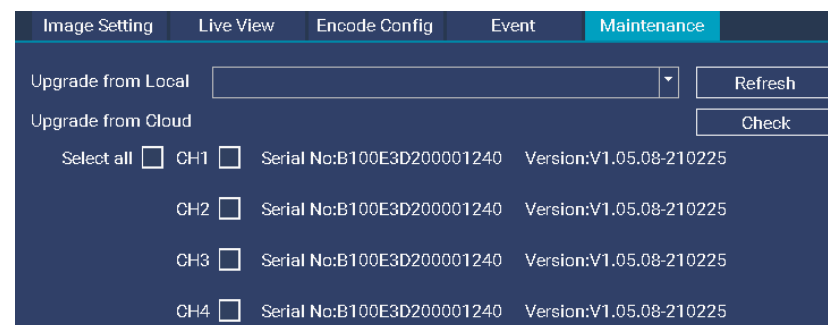 Image Setting Live View Encode Config Event Maintenance
Upgrade from Local Refresh
Upgrade from Cloud Check
Select all CH1 Serial No:B100E3D200001240 Version:V1.05.08-210225
CH2 Serial No:B100E3D200001240 Version:V1.05.08-210225
CH3 Serial No:B100E3D200001240 Version:V1.05.08-210225
CH4 Serial No:B100E3D200001240 Version:V1.05.08-210225